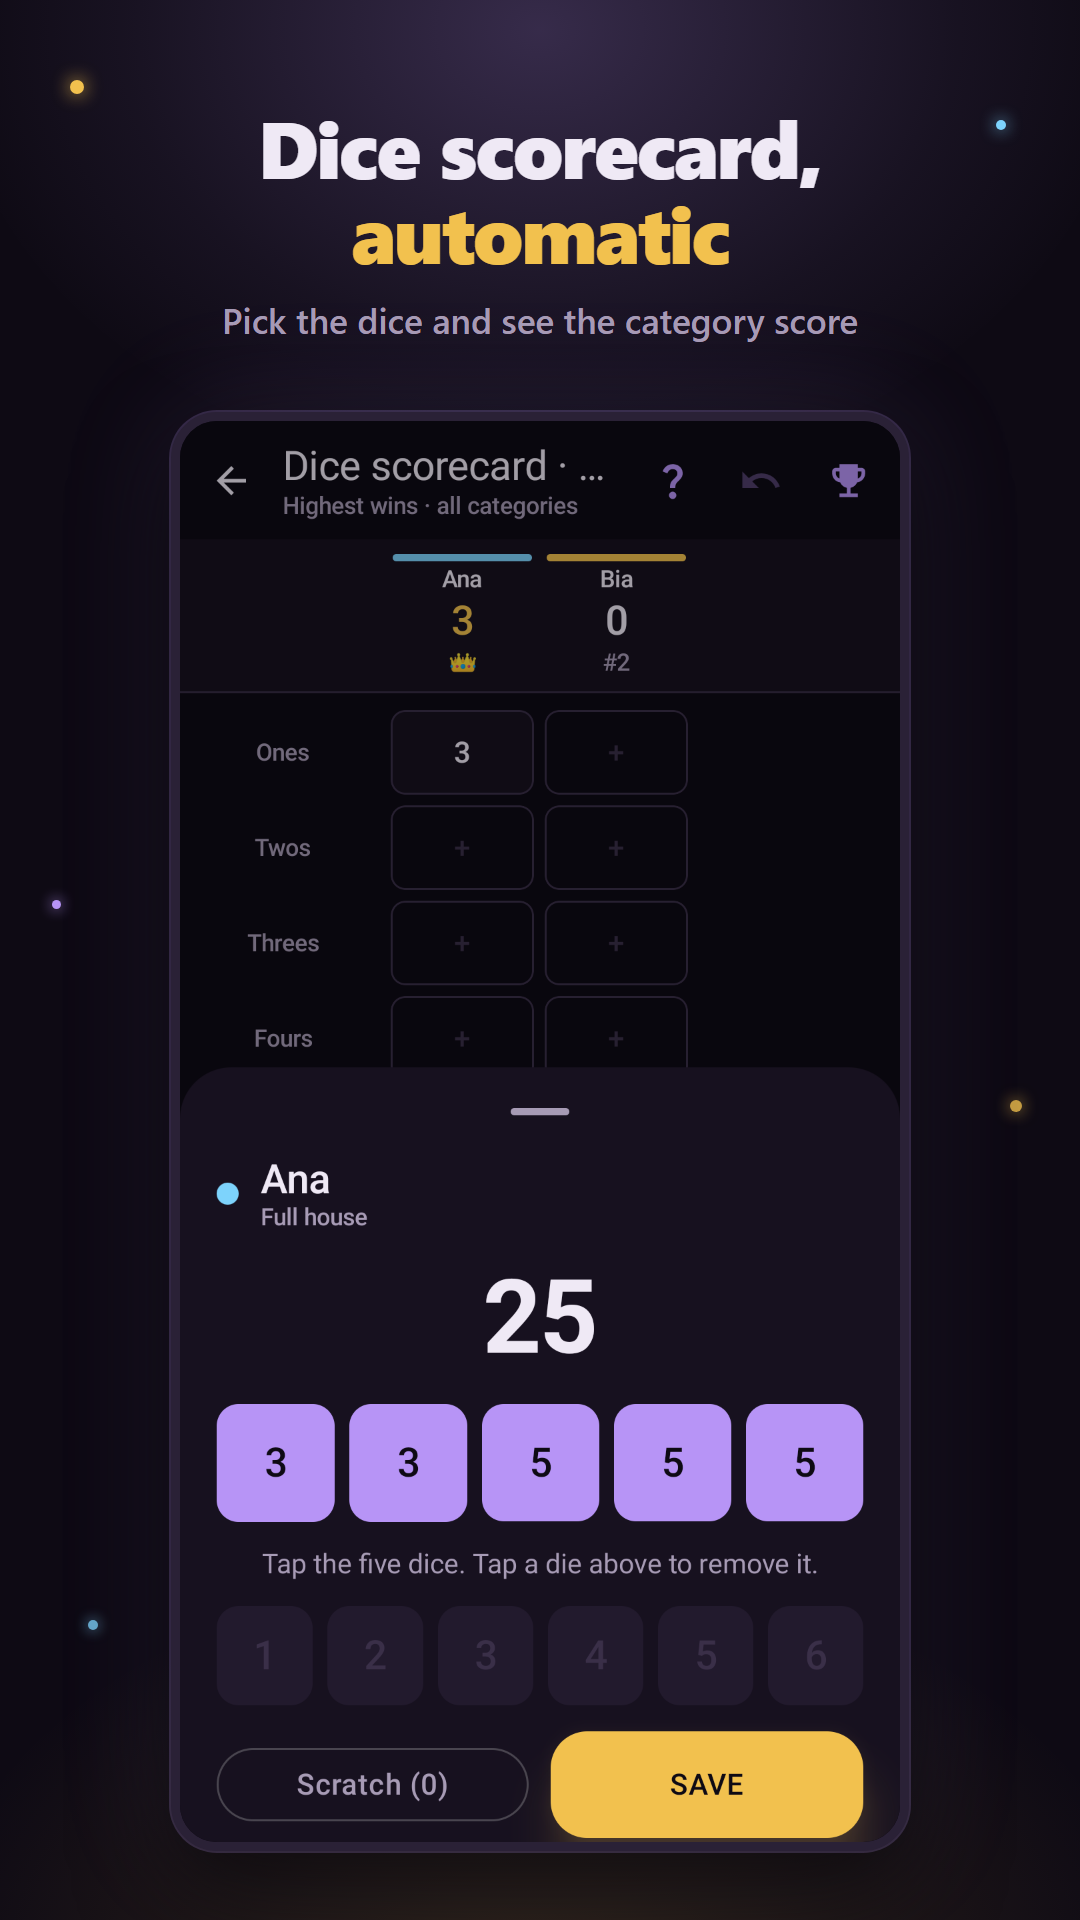 Dice scorecard,
automatic
Pick the dice and see the category score
Dice scorecard · ...
Highest wins · all categories
?
Ana Bia
3 0
#2
Ones 3 +
Twos + +
Threes + +
Fours + +
Ana
Full house
25
3 3 5 5 5
Tap the five dice. Tap a die above to remove it.
1 2 3 4 5 6
Scratch (0) SAVE